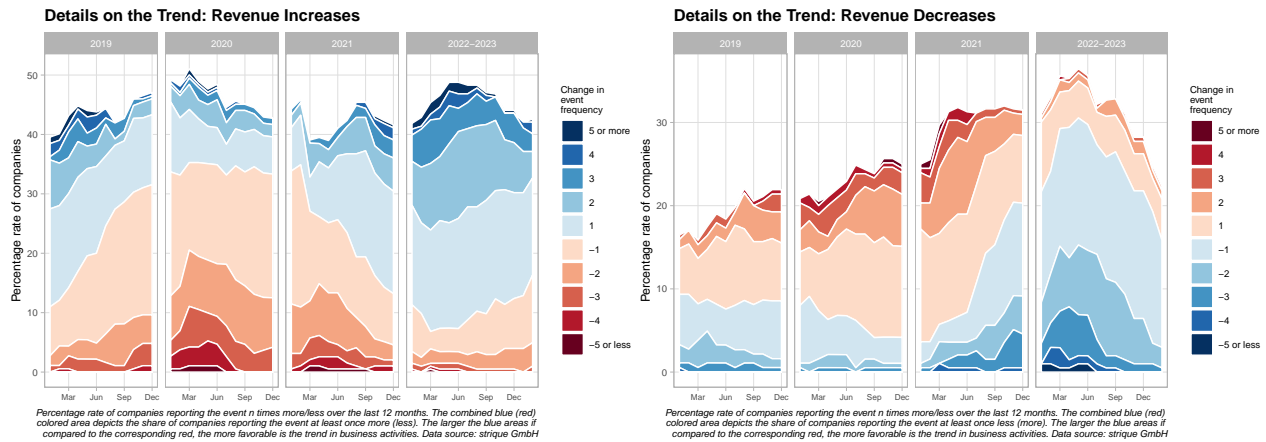 Details on the Trend: Revenue Increases
2019
2020
2021
2022–2023
50
40
30
20
10
0
Percentage rate of companies
Mar Jun Sep Dec
Mar Jun Sep Dec
Mar Jun Sep Dec
Mar Jun Sep Dec
Change in
event
frequency
5 or more
4
3
2
1
−1
−2
−3
−4
−5 or less
Percentage rate of companies reporting the event n times more/less over the last 12 months. The combined blue (red)
colored area depicts the share of companies reporting the event at least once more (less). The larger the blue areas if
compared to the corresponding red, the more favorable is the trend in business activities. Data source: strique GmbH
Details on the Trend: Revenue Decreases
2019
2020
2021
2022–2023
30
20
10
0
Percentage rate of companies
Mar Jun Sep Dec
Mar Jun Sep Dec
Mar Jun Sep Dec
Mar Jun Sep Dec
Change in
event
frequency
5 or more
4
3
2
1
−1
−2
−3
−4
−5 or less
Percentage rate of companies reporting the event n times more/less over the last 12 months. The combined blue (red)
colored area depicts the share of companies reporting the event at least once less (more). The larger the blue areas if
compared to the corresponding red, the more favorable is the trend in business activities. Data source: strique GmbH